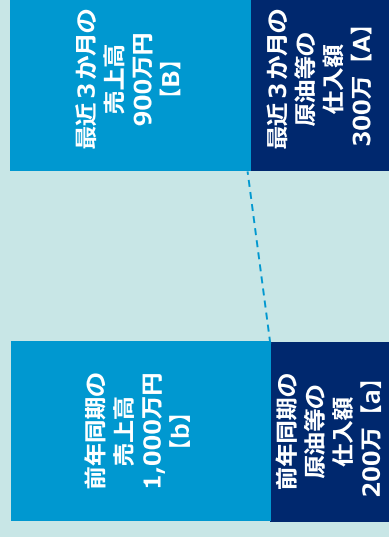 前年同期の
売上高
1,000万円
【b】
最近３か月の
売上高
900万円
【B】
前年同期の
原油等の
仕入額
200万【a】
最近３か月の
原油等の
仕入額
300万【A】